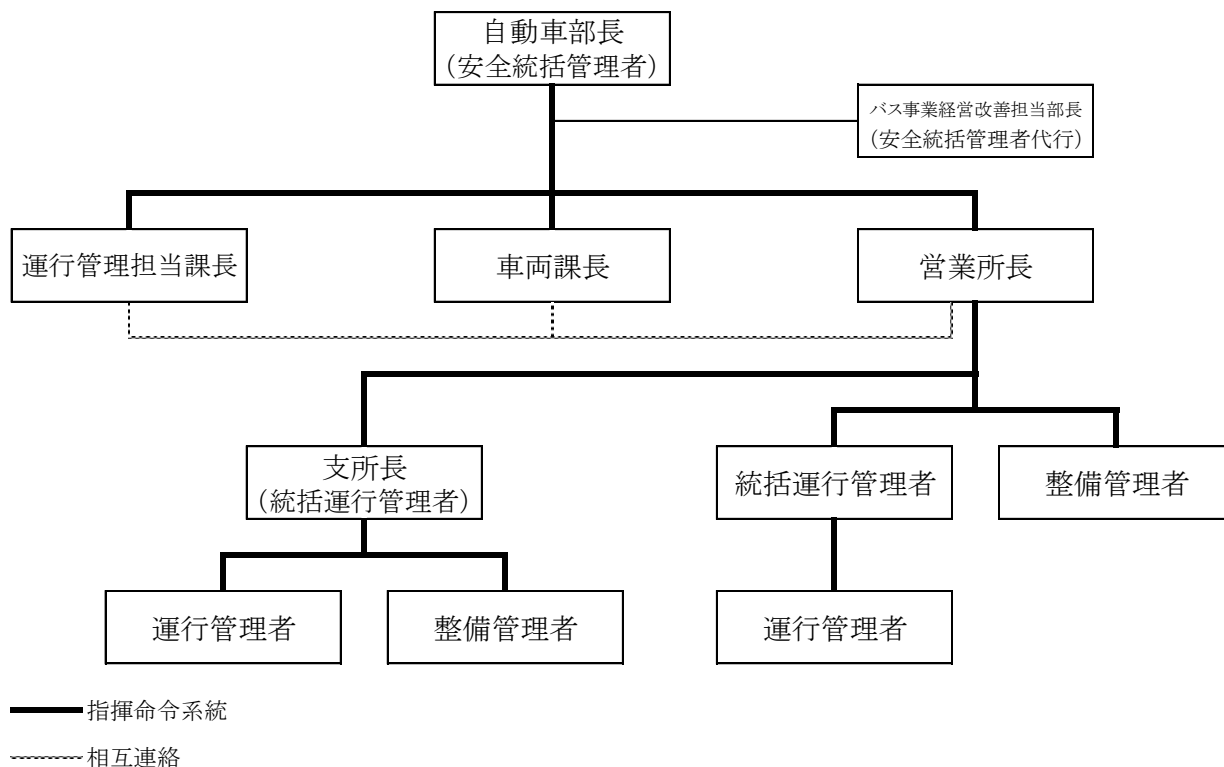 自動車部長
(安全統括管理者)
バス事業経営改善担当部長
(安全統括管理者代行)
運行管理担当課長
車両課長
営業所長
支所長
(統括運行管理者)
統括運行管理者
整備管理者
運行管理者
整備管理者
運行管理者
指揮命令系統
相互連絡